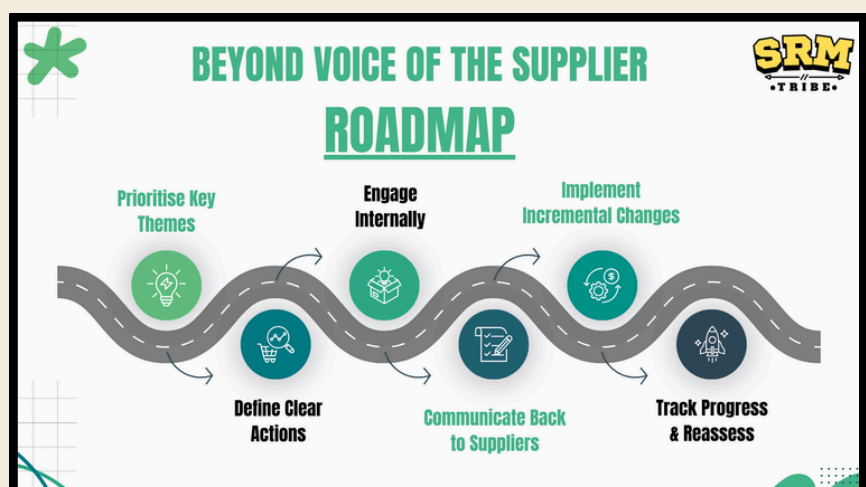 BEYOND VOICE OF THE SUPPLIER
ROADMAP
SRM
•TRIBE•
Prioritise Key
Themes
Define Clear
Actions
Engage
Internally
Communicate Back
to Suppliers
Implement
Incremental Changes
$
Track Progress
& Reassess